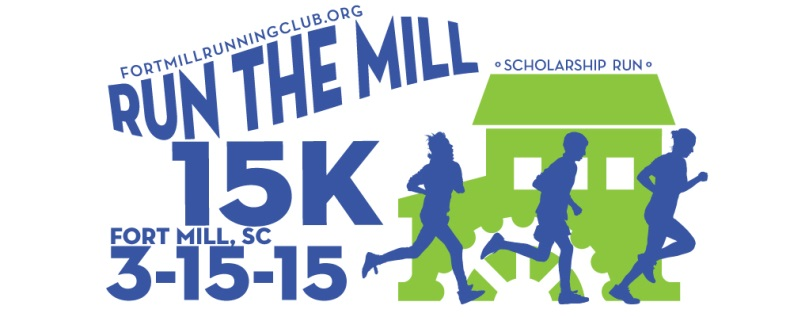 FORTMILLRUNNINGCLUB.ORG
RUN THE MILL
° SCHOLARSHIP RUN °
15K
FORT MILL, SC
3-15-15